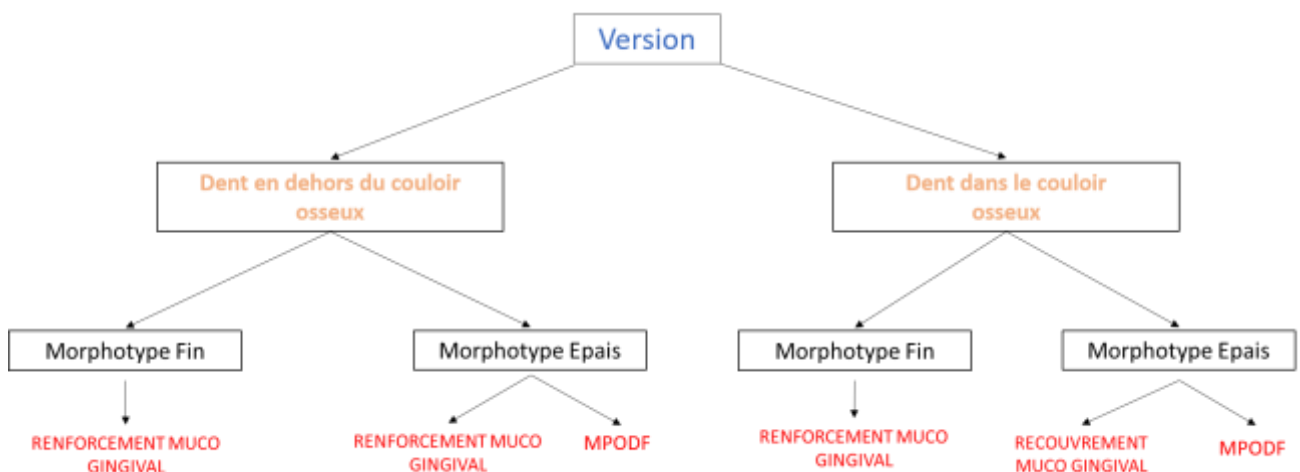 Version
Dent en dehors du couloir
osseux
Dent dans le couloir
osseux
Morphotype Fin
Morphotype Epais
Morphotype Fin
Morphotype Epais
RENFORCEMENT MUCO
GINGIVAL
RENFORCEMENT MUCO
GINGIVAL
MPODF
RENFORCEMENT MUCO
GINGIVAL
RECOUVREMENT
MUCO GINGIVAL
MPODF